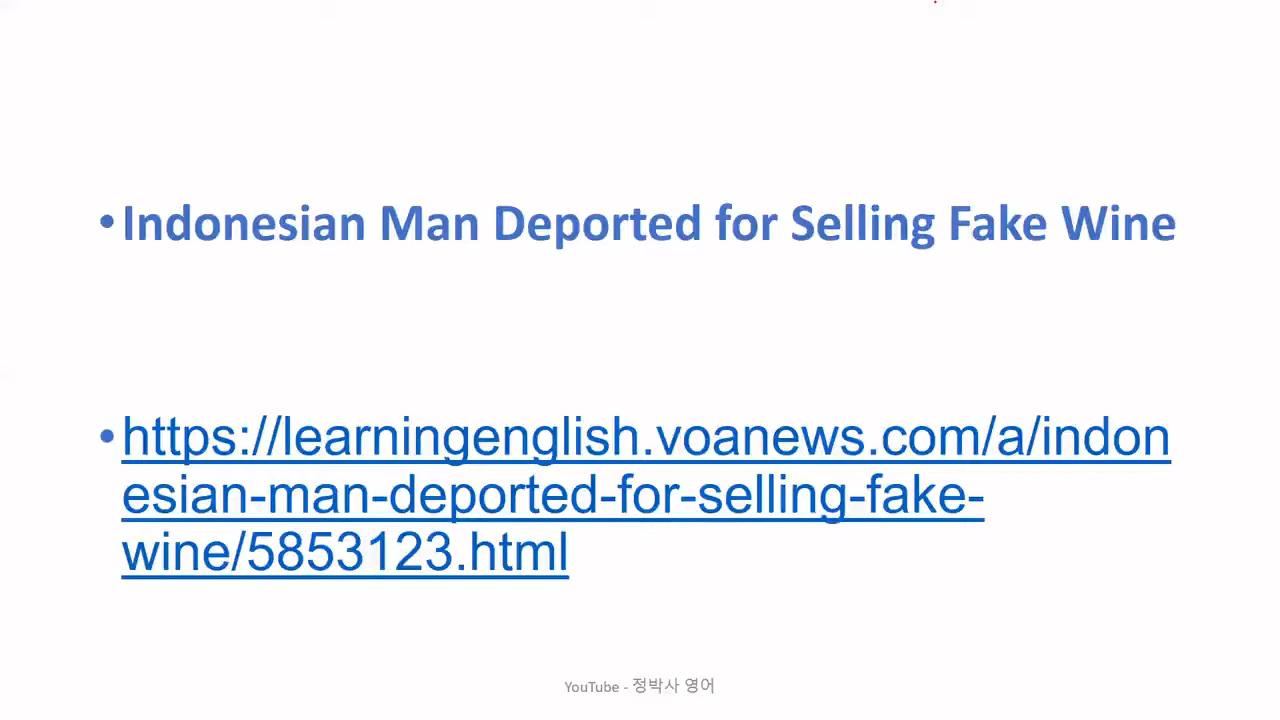 •Indonesian Man Deported for Selling Fake Wine
•https://learningenglish.voanews.com/a/indon
esian-man-deported-for-selling-fake-
wine/5853123.html
YouTube - 정박사 영어